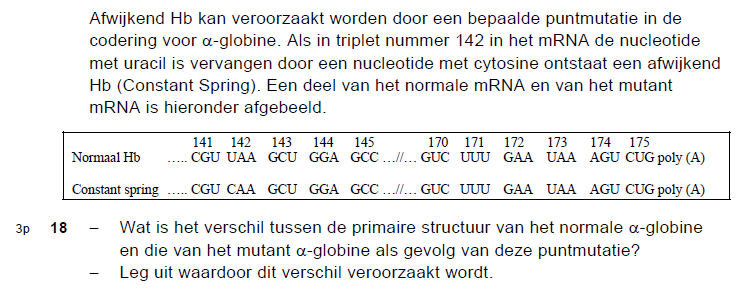 Afwijkend Hb kan veroorzaakt worden door een bepaalde puntmutatie in de
codering voor α-globine. Als in triplet nummer 142 in het mRNA de nucleotide
met uracil is vervangen door een nucleotide met cytosine ontstaat een afwijkend
Hb (Constant Spring). Een deel van het normale mRNA en van het mutant
mRNA is hieronder afgebeeld.
141 142 143 144 145 170 171 172 173 174 175
Normaal Hb ….. CGU UAA GCU GGA GCC ...//... GUC UUU GAA UAA AGU CUG poly (A)
Constant spring ….. CGU CAA GCU GGA GCC ...//... GUC UUU GAA UAA AGU CUG poly (A)
3p 18 – Wat is het verschil tussen de primaire structuur van het normale α-globine
en die van het mutant α-globine als gevolg van deze puntmutatie?
– Leg uit waardoor dit verschil veroorzaakt wordt.